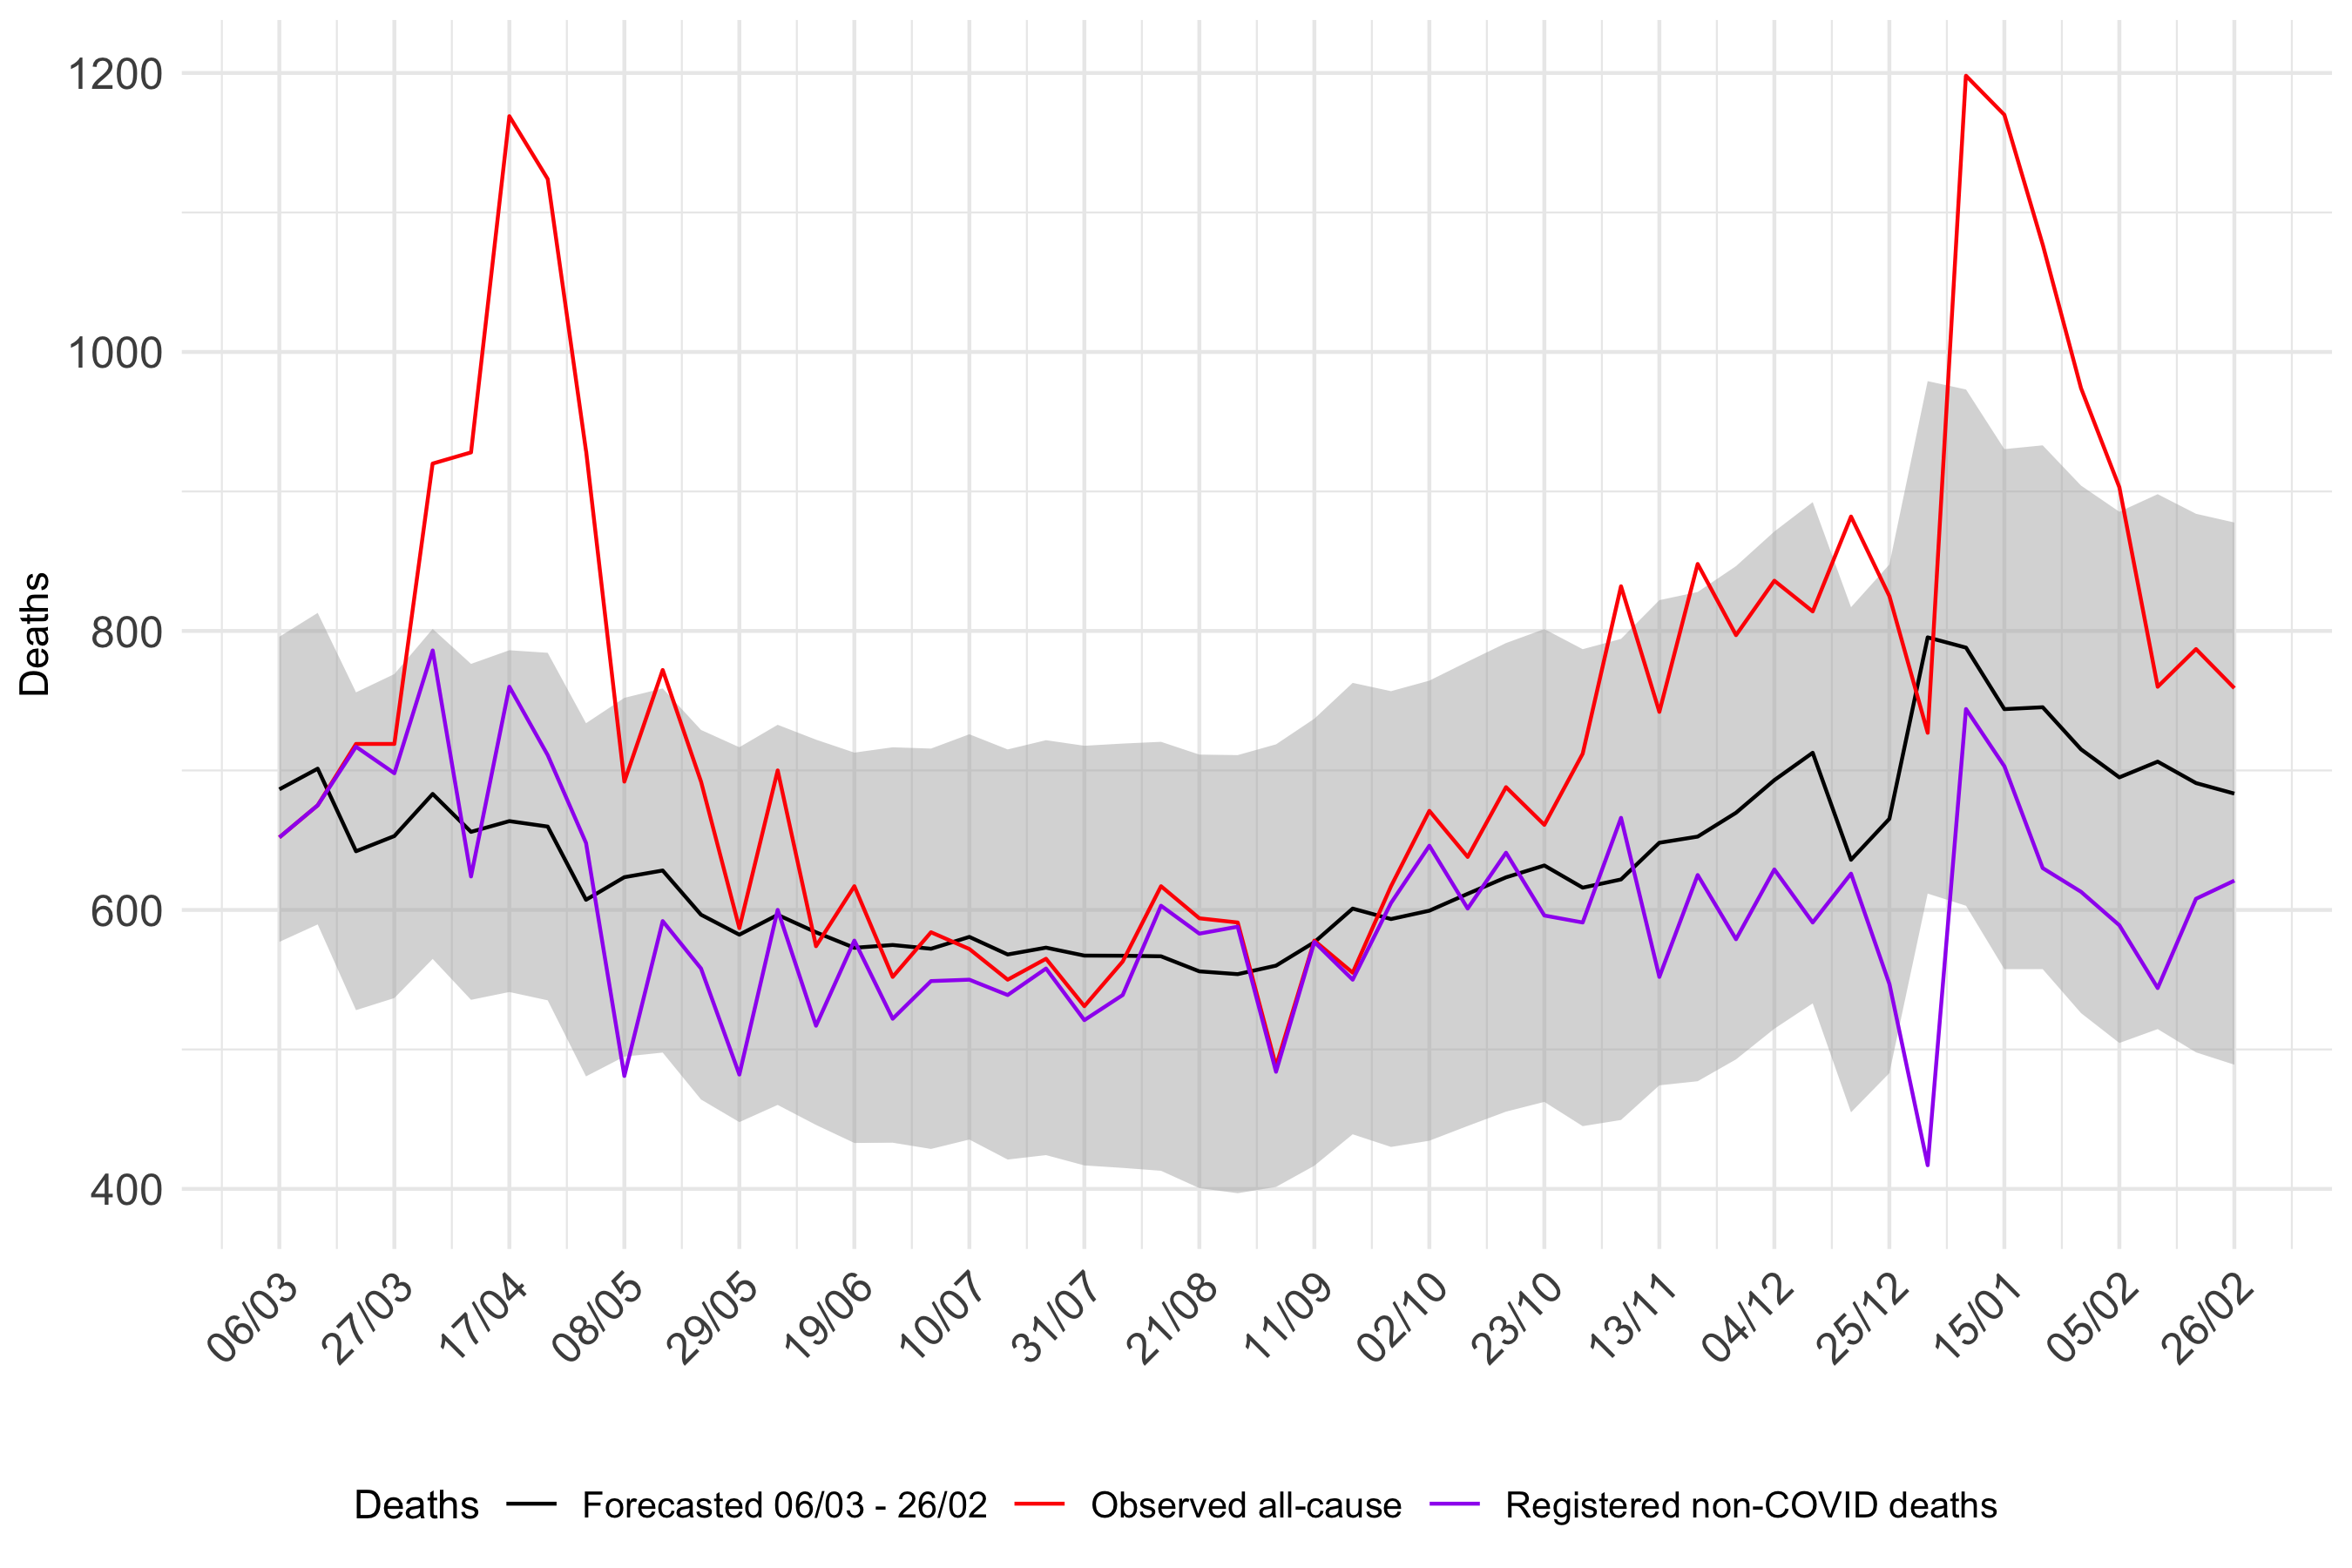 1200
1000
800
600
400
Deaths
06/03 27/03 17/04 08/05 29/05 19/06 10/07 31/07 21/08 11/09 02/10 23/10 13/11 04/12 25/12 15/01 05/02 26/02
Deaths Forecasted 06/03 - 26/02 Observed all-cause Registered non-COVID deaths